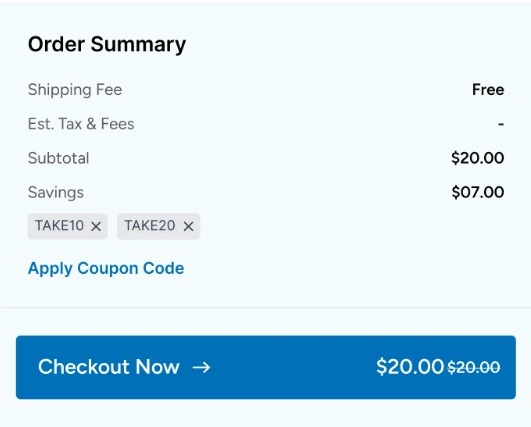 Order Summary
Shipping Fee Free
Est. Tax & Fees -
Subtotal $20.00
Savings $07.00
TAKE10 × TAKE20 ×
Apply Coupon Code
Checkout Now → $20.00 $20.00